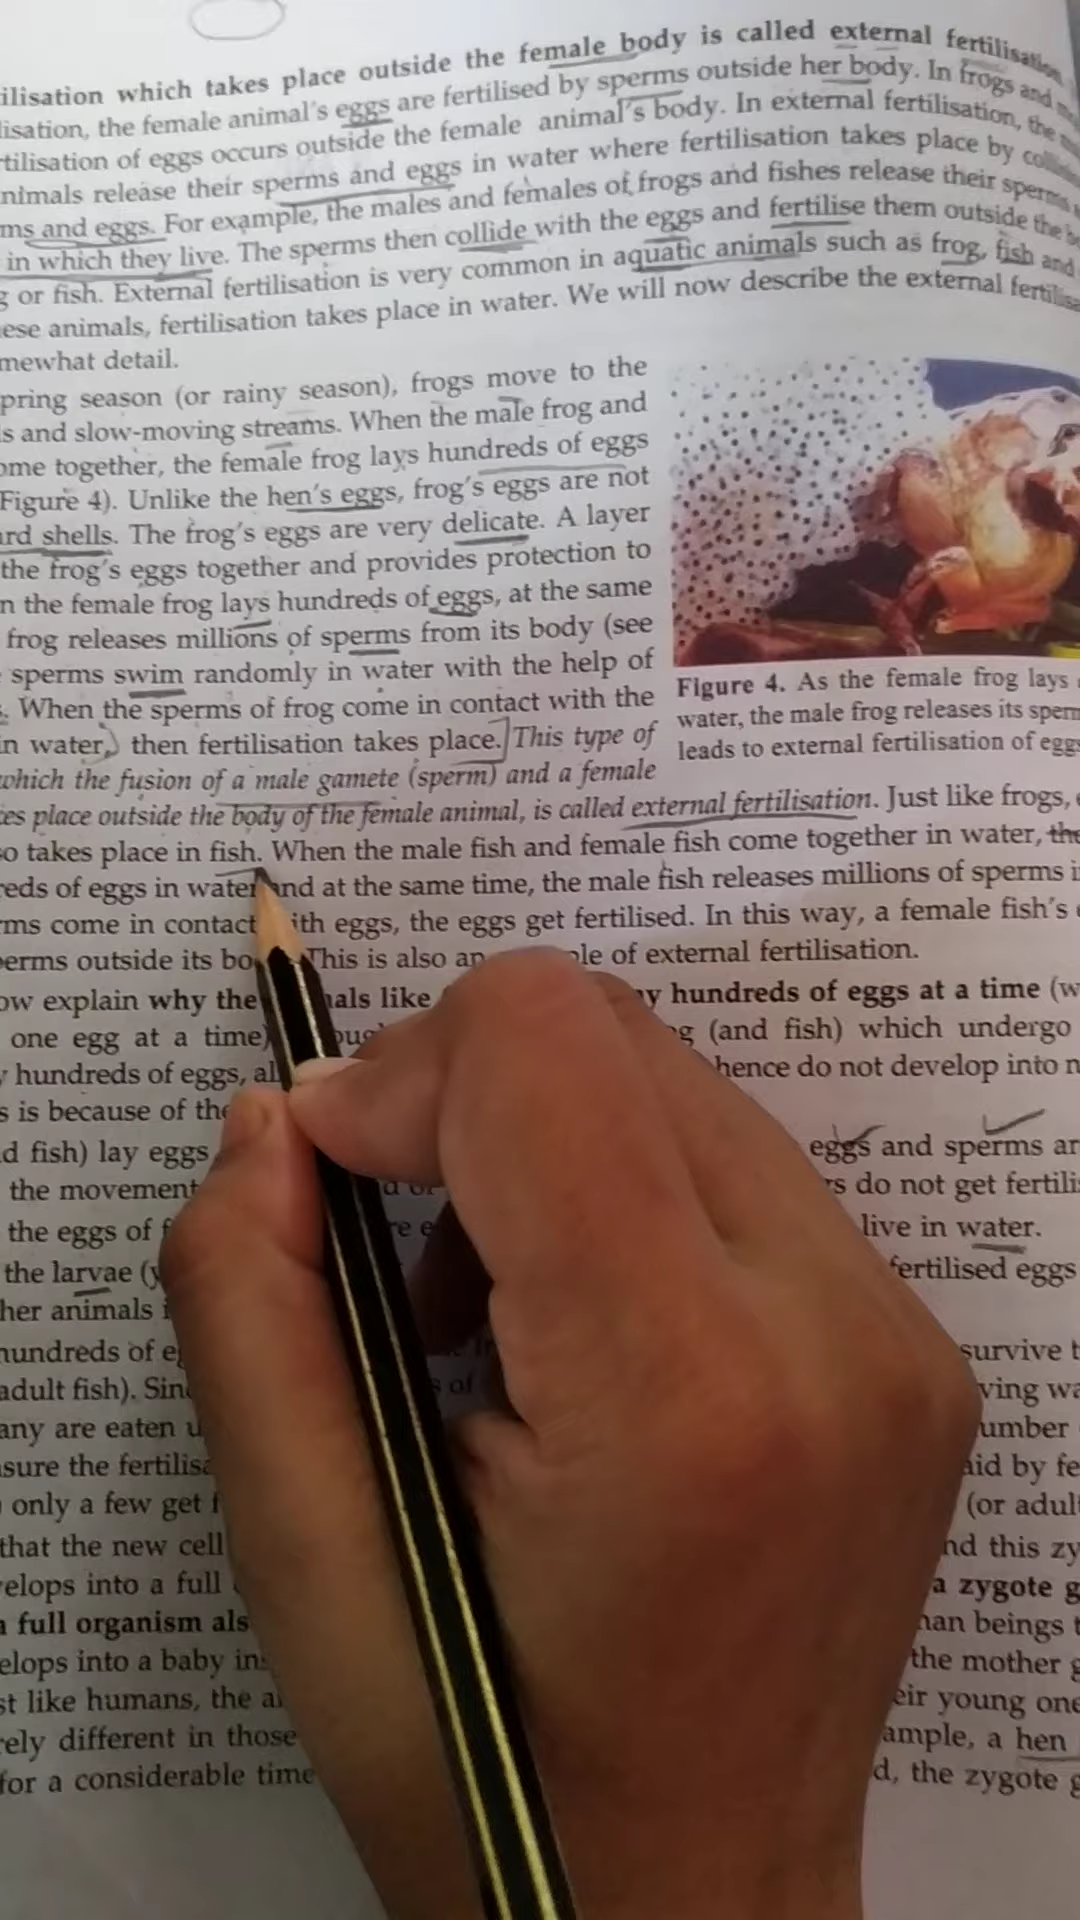 ilisation which takes place outside the female body is called external fertilisation
lisation, the female animal's eggs are fertilised by sperms outside her body. In frogs and
tilisation of eggs occurs outside the female animal's body. In external fertilisation, the
nimals release their sperms and eggs in water where fertilisation takes place by
ms and eggs. For example, the males and females of frogs and fishes release their sperms
in which they live. The sperms then collide with the eggs and fertilise them outside the
g or fish. External fertilisation is very common in aquatic animals such as frog, fish and
ese animals, fertilisation takes place in water. We will now describe the external
mewhat detail.
pring season (or rainy season), frogs move to the
s and slow-moving streams. When the male frog and
ome together, the female frog lays hundreds of eggs
Figure 4). Unlike the hen's eggs, frog's eggs are not
ard shells. The frog's eggs are very delicate. A layer
the frog's eggs together and provides protection to
n the female frog lays hundreds of eggs, at the same
frog releases millions of sperms from its body (see
sperms swim randomly in water with the help of
. When the sperms of frog come in contact with the
in water, then fertilisation takes place. This type of
which the fusion of a male gamete (sperm) and a female
es place outside the body of the female animal, is called external fertilisation. Just like frogs,
Figure 4. As the female frog lays
water, the male frog releases its sperm
leads to external fertilisation of eggs
o takes place in fish. When the male fish and female fish come together in water, the
reds of eggs in water and at the same time, the male fish releases millions of sperms i
rms come in contact ith eggs, the eggs get fertilised. In this way, a female fish's
perms outside its bo This is also an ple of external fertilisation.
ow explain why the als like y hundreds of eggs at a time (w
one egg at a time) g (and fish) which undergo
hundreds of eggs, al hence do not develop into n
s is because of the
d fish) lay eggs eggs and sperms ar
the movement s do not get fertili
the eggs of f live in water.
the larvae (y fertilised eggs
her animals i
hundreds of eg survive t
adult fish). Sin s of ving wa
any are eaten u umber
sure the fertilisa aid by fe
only a few get f (or adul
that the new cell nd this zy
velops into a full a zygote g
a full organism als man beings t
elops into a baby in the mother g
st like humans, the a eir young one
rely different in those ample, a hen
for a considerable time d, the zygote g